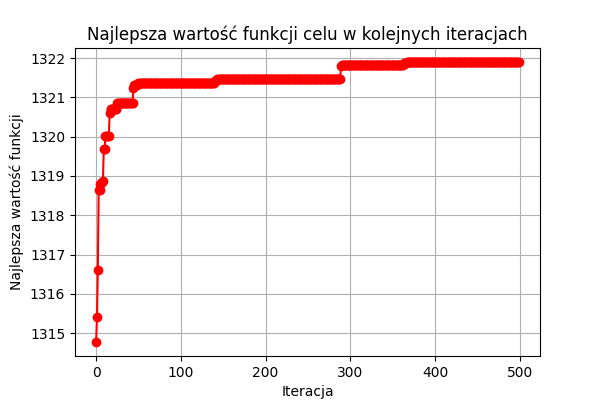 Najlepsza wartość funkcji celu w kolejnych iteracjach
Najlepsza wartość funkcji
1322
1321
1320
1319
1318
1317
1316
1315
0 100 200 300 400 500
Iteracja